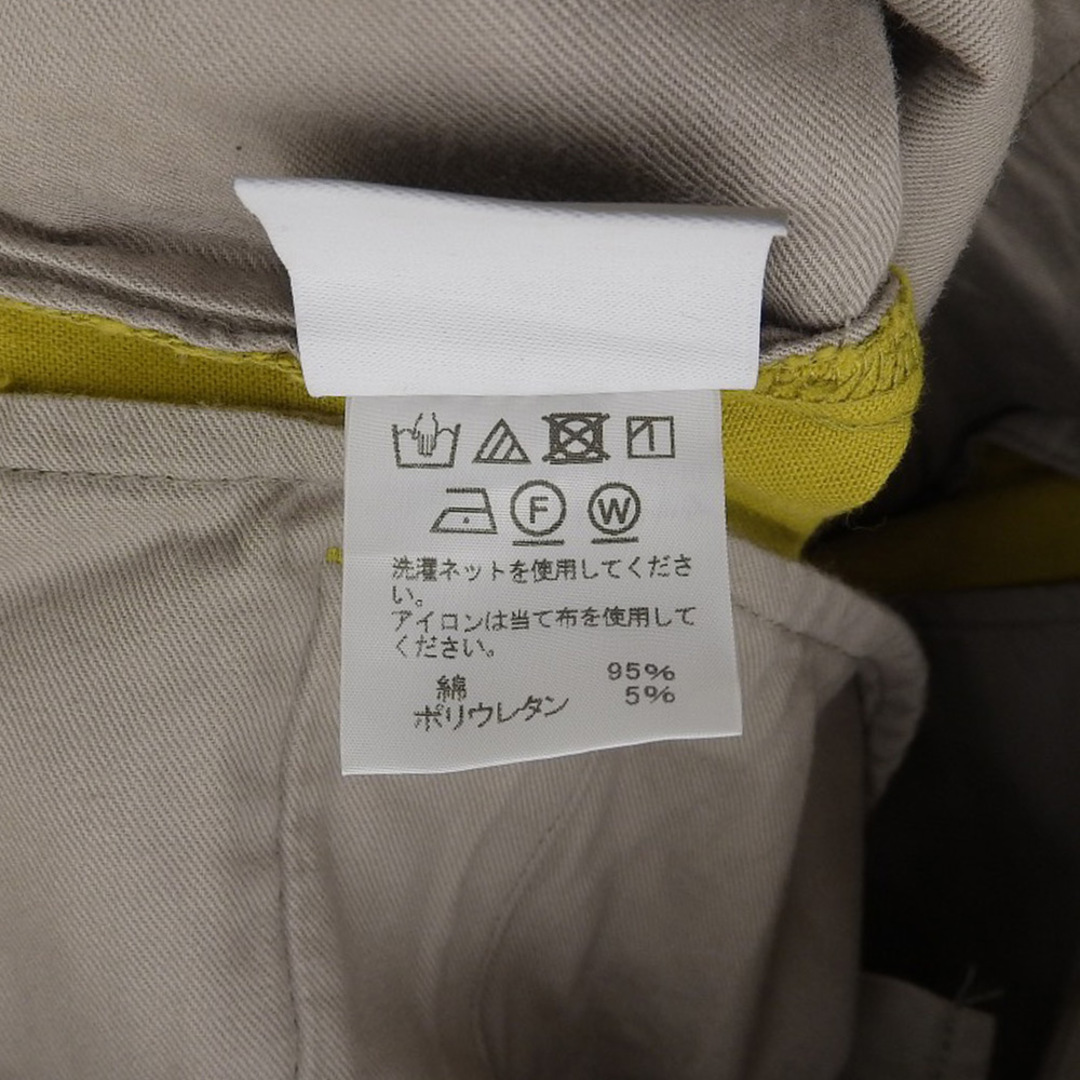 F W
洗濯ネットを使用してくださ
い。
アイロンは当て布を使用して
ください。
綿 95%
ポリウレタン 5%